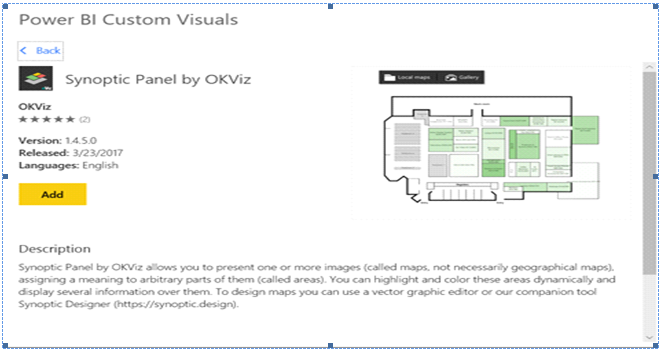 Power BI Custom Visuals
Back
Synoptic Panel by OKViz
OKViz
(2)
Version: 1.4.5.0
Released: 3/23/2017
Languages: English
Add
Local maps
Gallery
Description
Synoptic Panel by OKViz allows you to present one or more images (called maps, not necessarily geographical maps),
assigning a meaning to arbitrary parts of them (called areas). You can highlight and color these areas dynamically and
display several information over them. To design maps you can use a vector graphic editor or our companion tool
Synoptic Designer (https://synoptic.design).